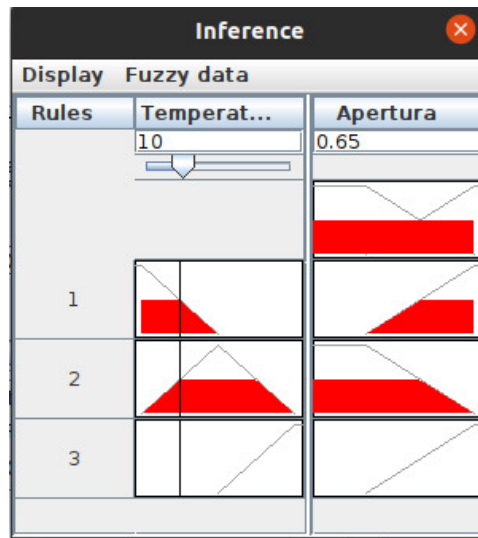 Inference
Display Fuzzy data
Rules Temperat... Apertura
10 0.65
1
2
3